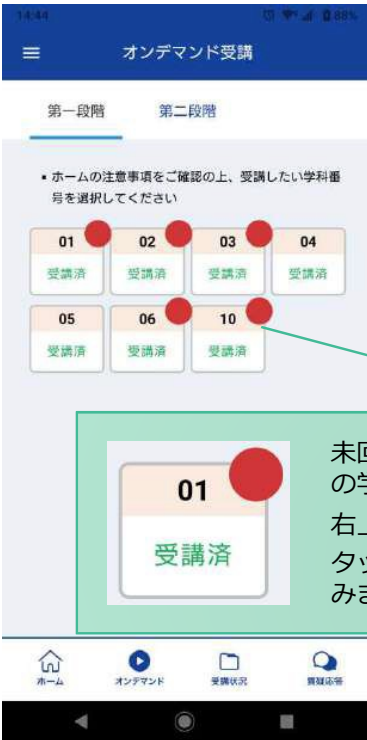 14:44 88%
オンデマンド受講
第一段階 第二段階
▪ ホームの注意事項をご確認の上、受講したい学科番
号を選択してください
01 02 03 04
受講済 受講済 受講済 受講済
05 06 10
受講済 受講済 受講済
01
受講済
未回
の学
右上
タッ
みま
ホーム オンデマンド 受講状況 質疑応答